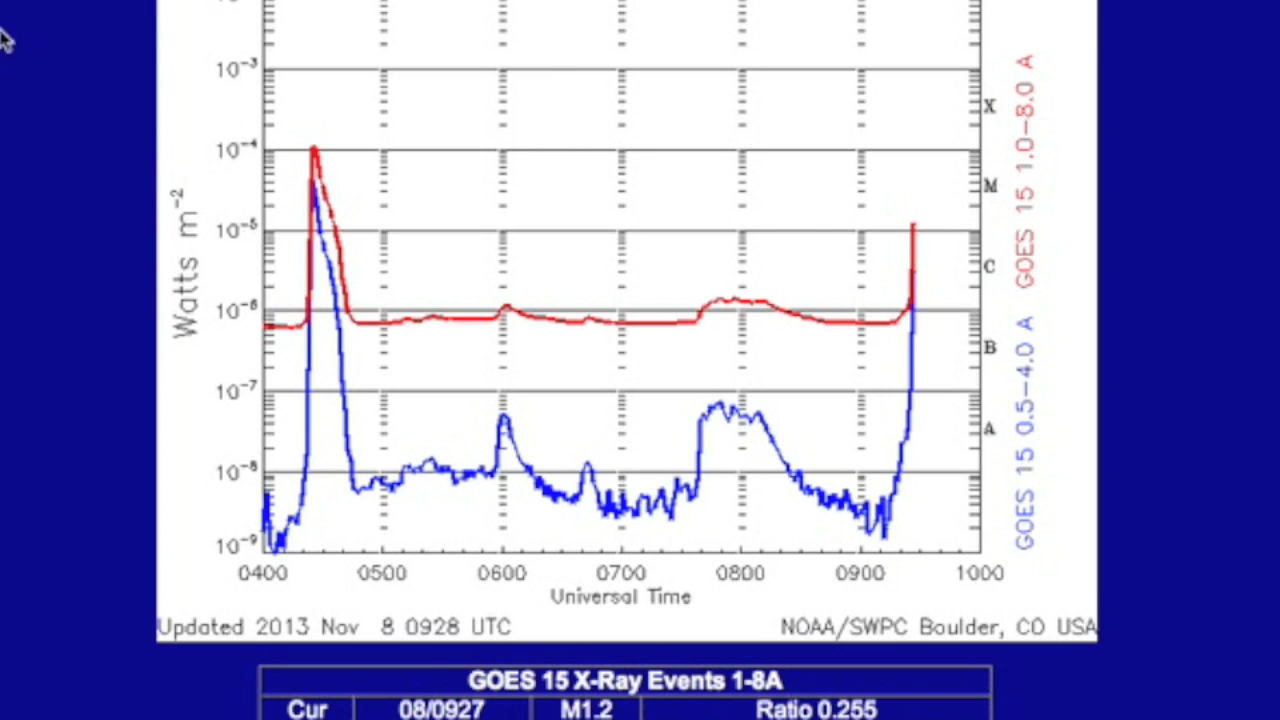 10⁻³
10⁻⁴
10⁻⁵
10⁻⁶
10⁻⁷
10⁻⁸
10⁻⁹
Watts m⁻²
X
M
C
B
A
GOES 15 1.0–8.0 A
GOES 15 0.5–4.0 A
0400 0500 0600 0700 0800 0900 1000
Universal Time
Updated 2013 Nov 8 0928 UTC NOAA/SWPC Boulder, CO USA
GOES 15 X-Ray Events 1-8A
Cur 08/0927 M1.2 Ratio 0.255